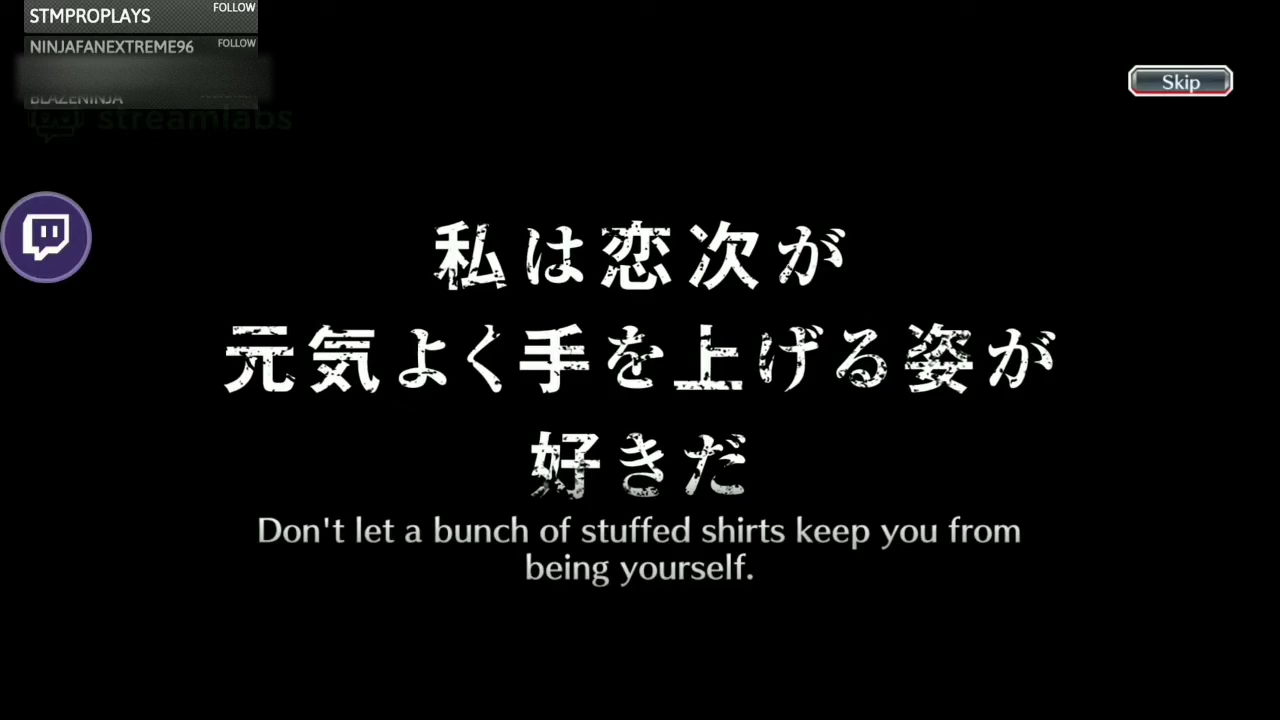 STMPROPLAYS FOLLOW
NINJAFANEXTREME96 FOLLOW
BLAZENINJA
streamlabs
Skip
私は恋次が
元気よく手を上げる姿が
好きだ
Don't let a bunch of stuffed shirts keep you from
being yourself.